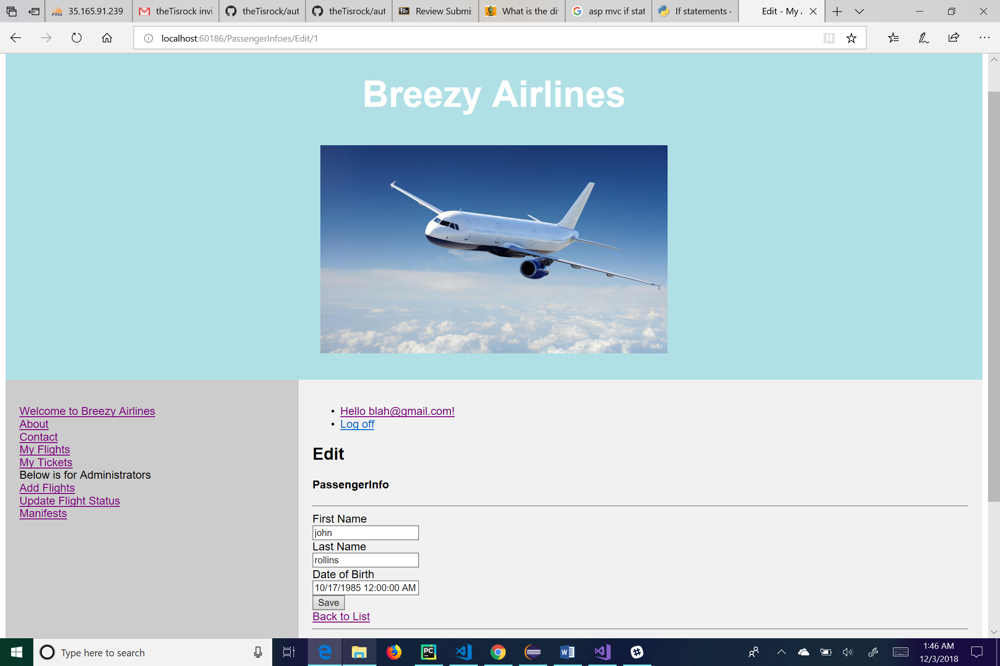 35.165.91.239
theTisrock invi
theTisrock/aut
theTisrock/aut
Review Submi
What is the di
asp mvc if stat
If statements -
Edit - My
localhost:60186/PassengerInfoes/Edit/1
Breezy Airlines
Welcome to Breezy Airlines
About
Contact
My Flights
My Tickets
Below is for Administrators
Add Flights
Update Flight Status
Manifests
• Hello blah@gmail.com!
• Log off
Edit
PassengerInfo
First Name
john
Last Name
rollins
Date of Birth
10/17/1985 12:00:00 AM
Save
Back to List
Type here to search
1:46 AM
12/3/2018